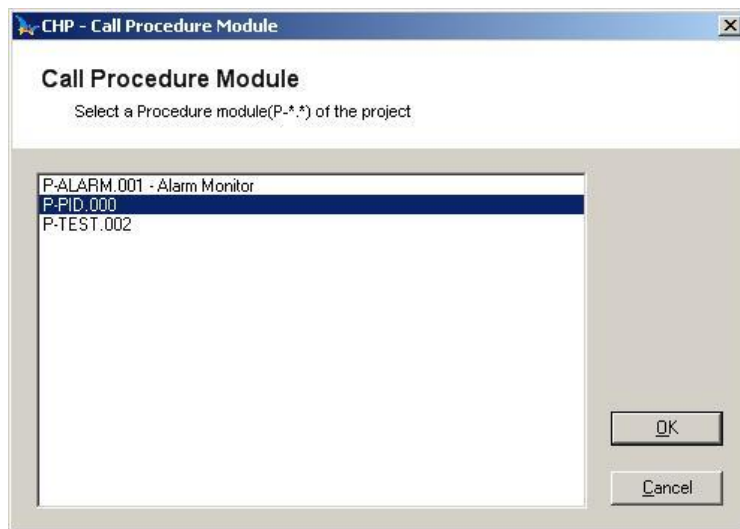 CHP - Call Procedure Module
Call Procedure Module
Select a Procedure module(P-*.*) of the project
P-ALARM.001 - Alarm Monitor
P-PID.000
P-TEST.002
OK
Cancel